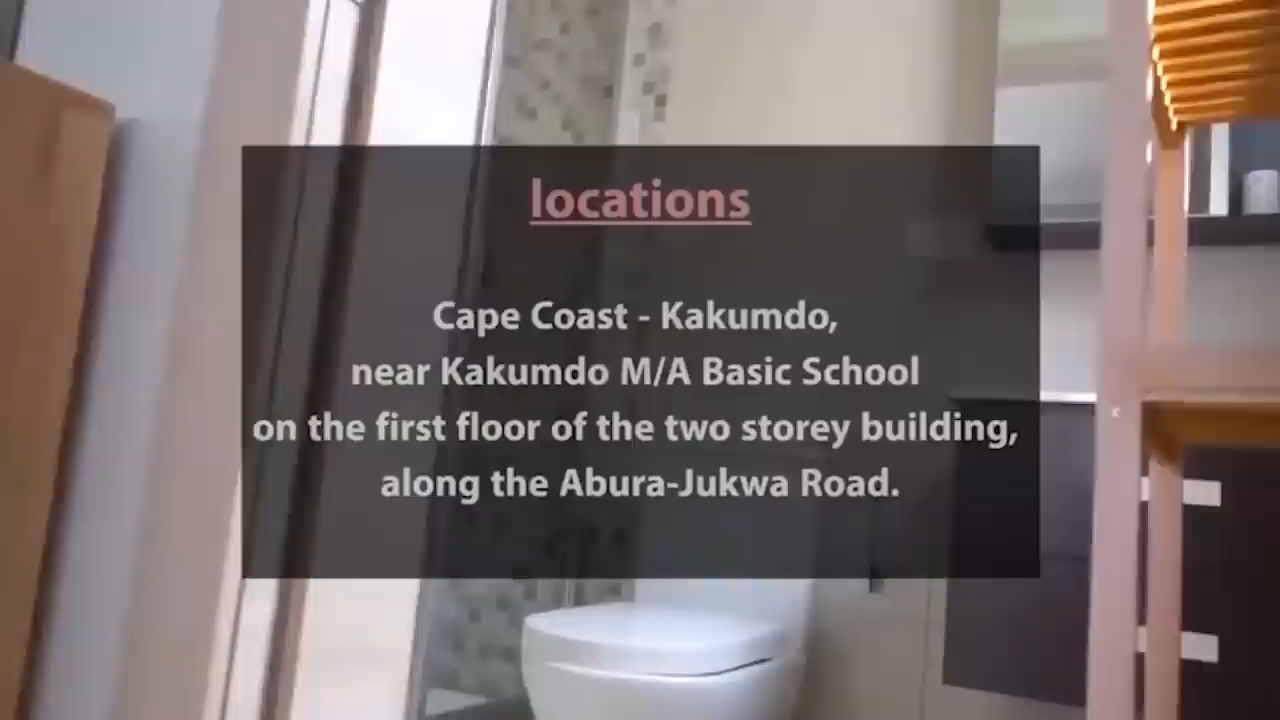 locations
Cape Coast - Kakumdo,
near Kakumdo M/A Basic School
on the first floor of the two storey building,
along the Abura-Jukwa Road.